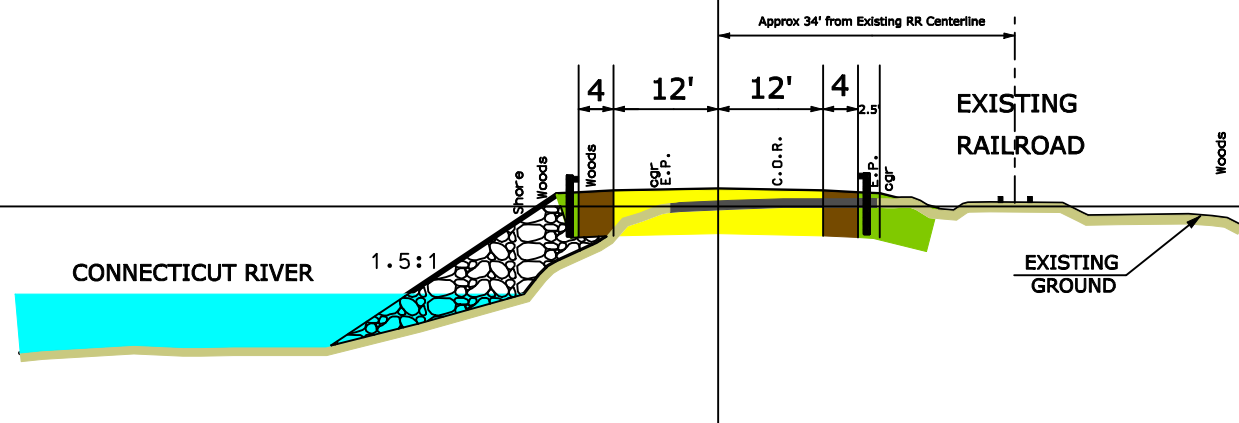 Approx 34' from Existing RR Centerline
4
12'
12'
4
2.5'
EXISTING
RAILROAD
Shore
Woods
Woods
cgr
E.P.
C.O.R.
E.P.
cgr
Woods
1.5:1
CONNECTICUT RIVER
EXISTING
GROUND